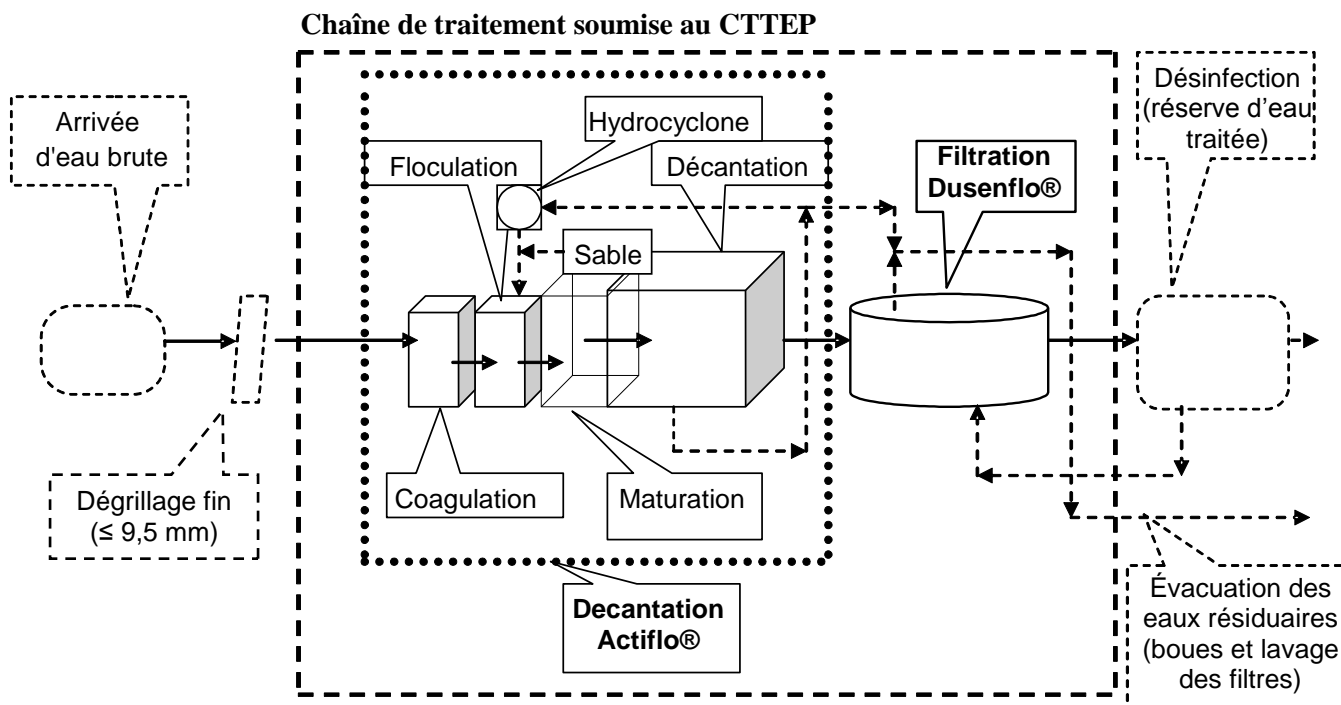 Chaîne de traitement soumise au CTTEP
Arrivée
d'eau brute
Dégrillage fin
(≤ 9,5 mm)
Hydrocyclone
Floculation
Décantation
Sable
Coagulation
Maturation
Decantation
Actiflo®
Filtration
Dusenflo®
Désinfection
(réserve d'eau
traitée)
Évacuation des
eaux résiduaires
(boues et lavage
des filtres)